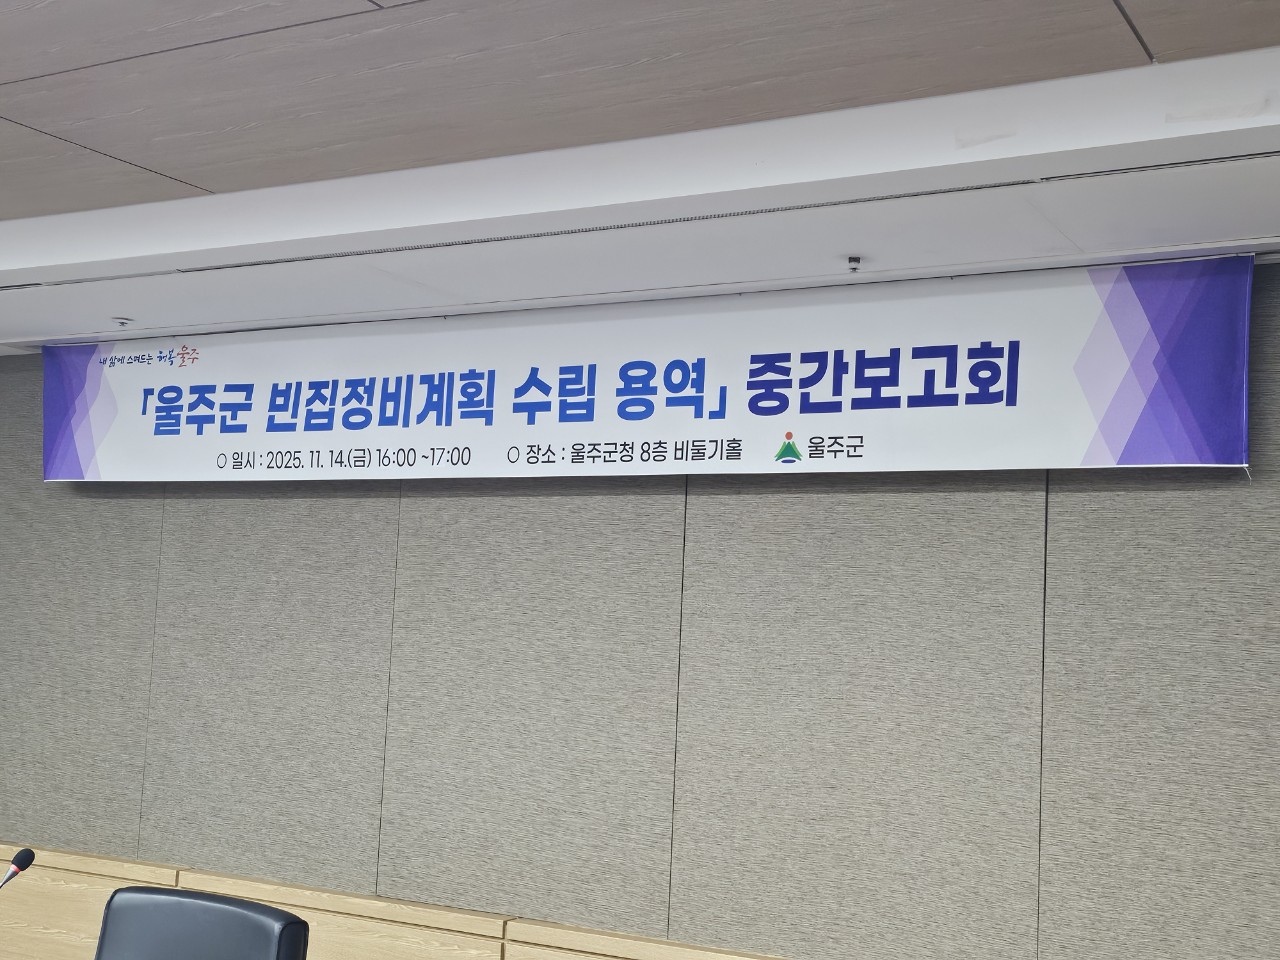 내 삶에 스며드는 행복 울주
「울주군 빈집정비계획 수립 용역」 중간보고회
○ 일시 : 2025. 11. 14.(금) 16:00 ~17:00 ○ 장소 : 울주군청 8층 비둘기홀 울주군